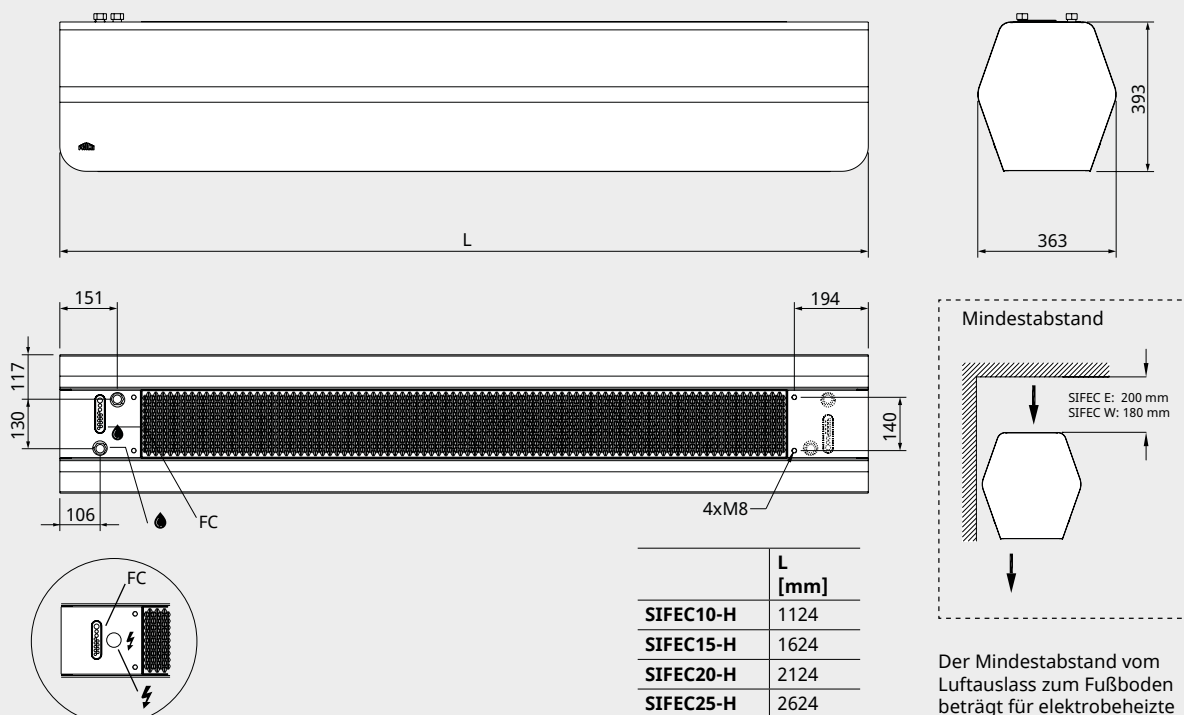 393
L
363
151
194
117
130
140
106
FC
4xM8
FC
Mindestabstand
SIFEC E: 200 mm
SIFEC W: 180 mm
L
[mm]
SIFEC10-H 1124
SIFEC15-H 1624
SIFEC20-H 2124
SIFEC25-H 2624
Der Mindestabstand vom
Luftauslass zum Fußboden
beträgt für elektrobeheizte